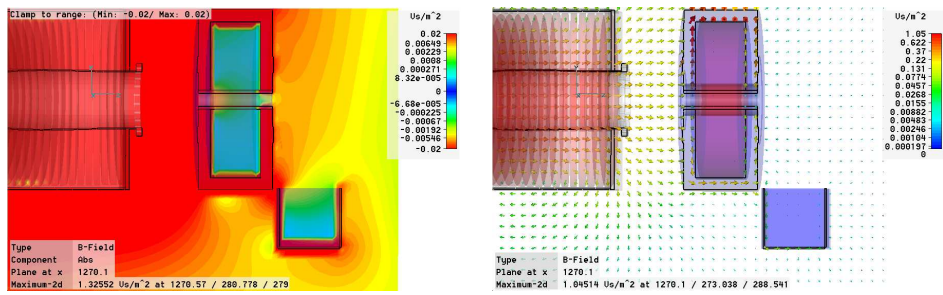 Clamp to range: (Min: -0.02/ Max: 0.02)
Vs/m^2
0.02
0.00649
0.00228
0.0008
0.000271
8.32e-005
0
-6.68e-005
-0.000225
-0.00067
-0.00192
-0.00546
-0.02
Type B-Field
Component Abs
Plane at x 1270.1
Maximum-2d 1.32552 Vs/m^2 at 1270.57 / 280.778 / 279
Vs/m^2
1.05
0.622
0.37
0.22
0.131
0.0774
0.0457
0.0268
0.0155
0.00882
0.00483
0.00246
0.00104
0.000197
0
Type B-Field
Plane at x 1270.1
Maximum-2d 1.04514 Vs/m^2 at 1270.1 / 273.038 / 288.541